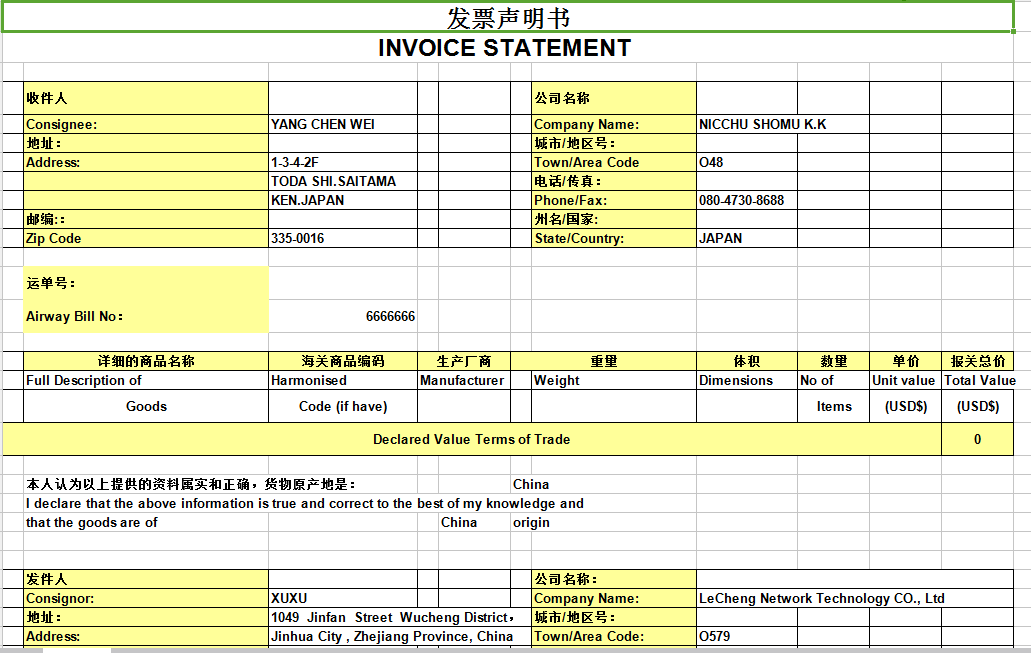 发票声明书
INVOICE STATEMENT
收件人 公司名称
Consignee: YANG CHEN WEI Company Name: NICCHU SHOMU K.K
地址： 城市/地区号：
Address: 1-3-4-2F Town/Area Code O48
TODA SHI.SAITAMA 电话/传真：
KEN.JAPAN Phone/Fax: 080-4730-8688
邮编:： 州名/国家:
Zip Code 335-0016 State/Country: JAPAN
运单号：
Airway Bill No： 6666666
详细的商品名称 海关商品编码 生产厂商 重量 体积 数量 单价 报关总价
Full Description of Harmonised Manufacturer Weight Dimensions No of Unit value Total Value
Goods Code (if have) Items (USD$) (USD$)
Declared Value Terms of Trade 0
本人认为以上提供的资料属实和正确，货物原产地是： China
I declare that the above information is true and correct to the best of my knowledge and
that the goods are of China origin
发件人 公司名称：
Consignor: XUXU Company Name: LeCheng Network Technology CO., Ltd
地址： 1049 Jinfan Street Wucheng District， 城市/地区号：
Address: Jinhua City , Zhejiang Province, China Town/Area Code: O579